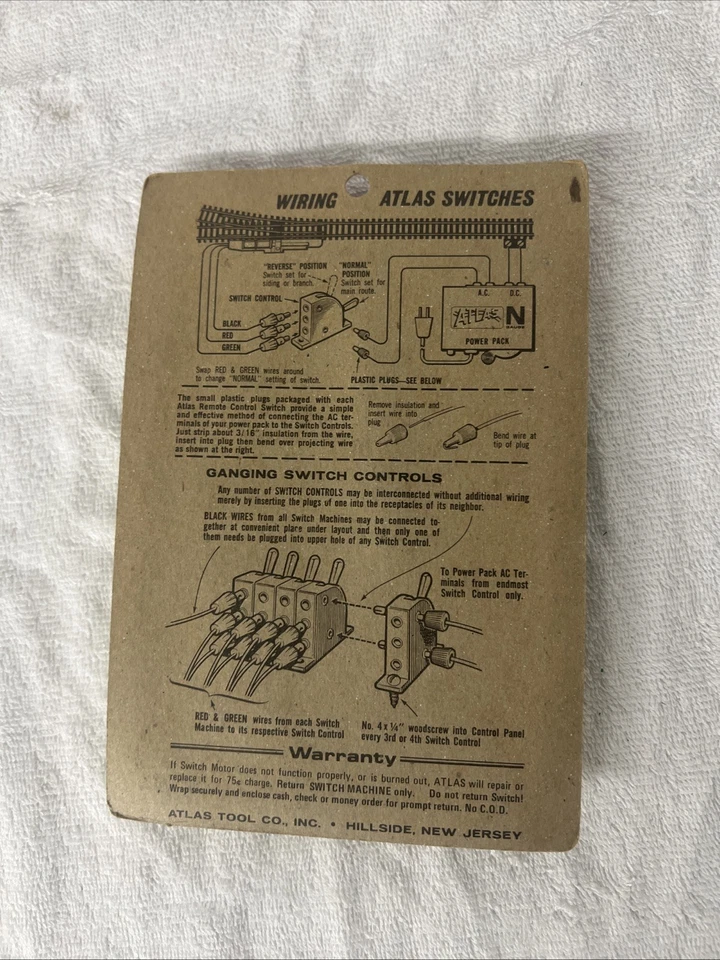 WIRING ATLAS SWITCHES
"REVERSE" POSITION
Switch set for
siding or branch.
"NORMAL"
POSITION
Switch set for
main route.
SWITCH CONTROL
BLACK
RED
GREEN
A.C. D.C.
ATLAS N
GAUGE
POWER PACK
Swap RED & GREEN wires around
to change "NORMAL" setting of switch.
PLASTIC PLUGS—SEE BELOW
The small plastic plugs packaged with each
Atlas Remote Control Switch provide a simple
and effective method of connecting the AC ter-
minals of your power pack to the Switch Controls.
Just strip about 3/16" insulation from the wire,
insert into plug then bend over projecting wire
as shown at the right.
Remove insulation and
insert wire into
plug
Bend wire at
tip of plug
GANGING SWITCH CONTROLS
Any number of SWITCH CONTROLS may be interconnected without additional wiring
merely by inserting the plugs of one into the receptacles of its neighbor.
BLACK WIRES from all Switch Machines may be connected to-
gether at convenient place under layout and then only one of
them needs be plugged into upper hole of any Switch Control.
To Power Pack AC Ter-
minals from endmost
Switch Control only.
RED & GREEN wires from each Switch
Machine to its respective Switch Control
No. 4 x ¼" woodscrew into Control Panel
every 3rd or 4th Switch Control
Warranty
If Switch Motor does not function properly, or is burned out, ATLAS will repair or
replace it for 75¢ charge. Return SWITCH MACHINE only. Do not return Switch!
Wrap securely and enclose cash, check or money order for prompt return. No C.O.D.
ATLAS TOOL CO., INC. • HILLSIDE, NEW JERSEY